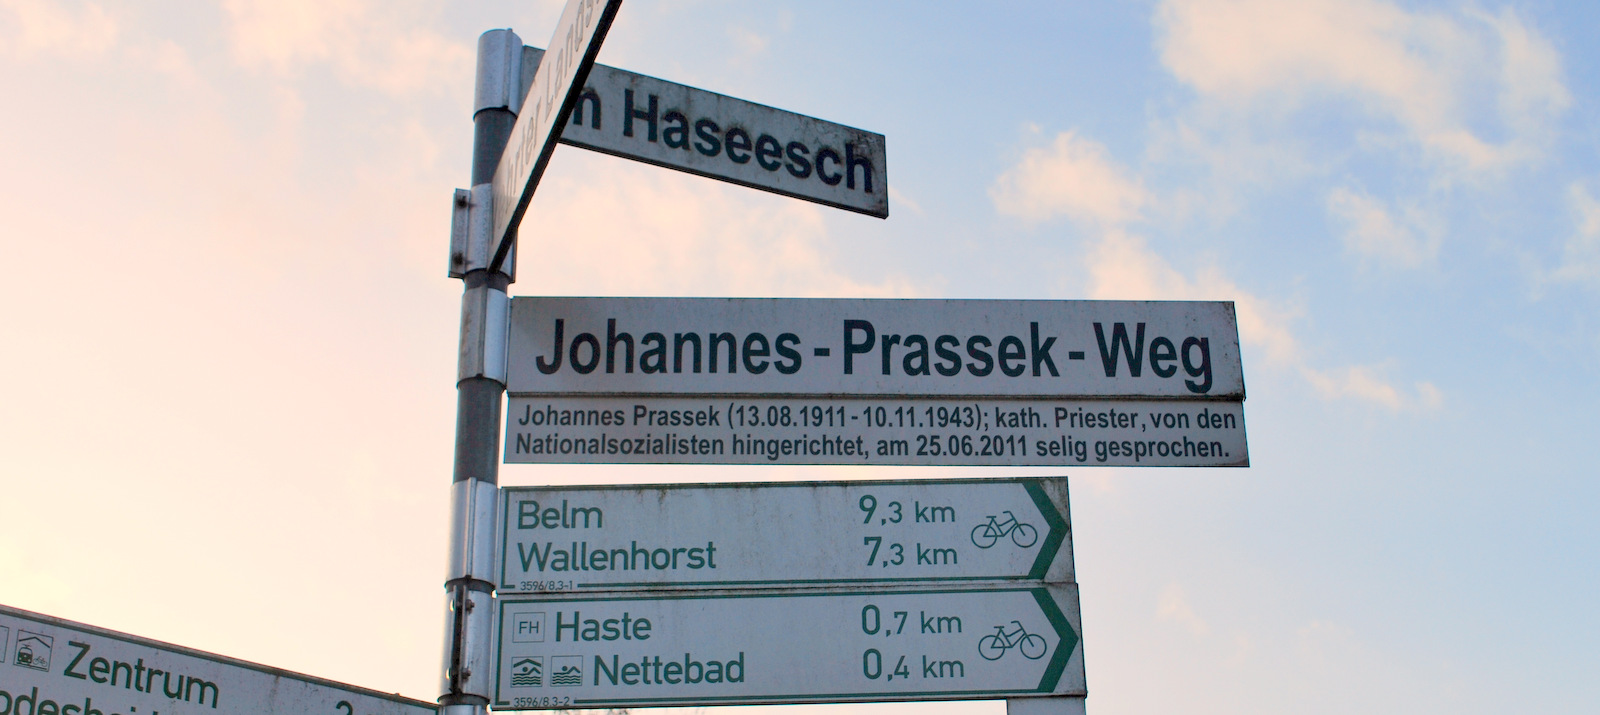 Haseesch
Johannes-Prassek-Weg
Johannes Prassek (13.08.1911-10.11.1943); kath. Priester, von den
Nationalsozialisten hingerichtet, am 25.06.2011 selig gesprochen.
Belm 9,3 km
Wallenhorst 7,3 km
3596/8.3-1
FH Haste 0,7 km
Nettebad 0,4 km
3596/8.3-2
Zentrum